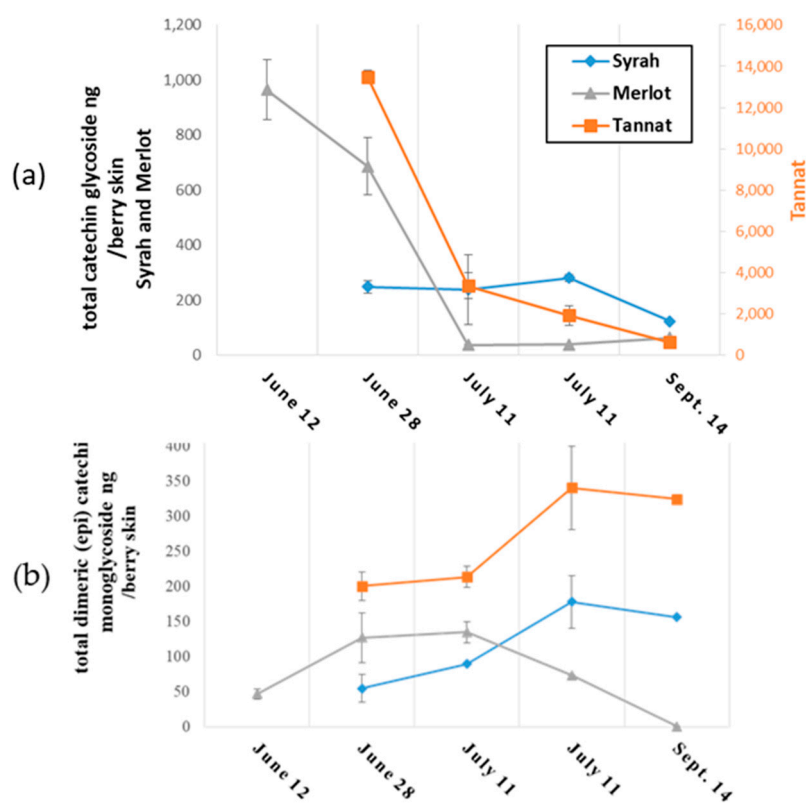 (a)
total catechin glycoside ng
/berry skin
Syrah and Merlot
1,200
1,000
800
600
400
200
0
16,000
14,000
12,000
10,000
8,000
6,000
4,000
2,000
0
Tannat
Syrah
Merlot
Tannat
June 12
June 28
July 11
July 11
Sept. 14
(b)
total dimeric (epi) catechi
monoglycoside ng
/berry skin
400
350
300
250
200
150
100
50
0
June 12
June 28
July 11
July 11
Sept. 14